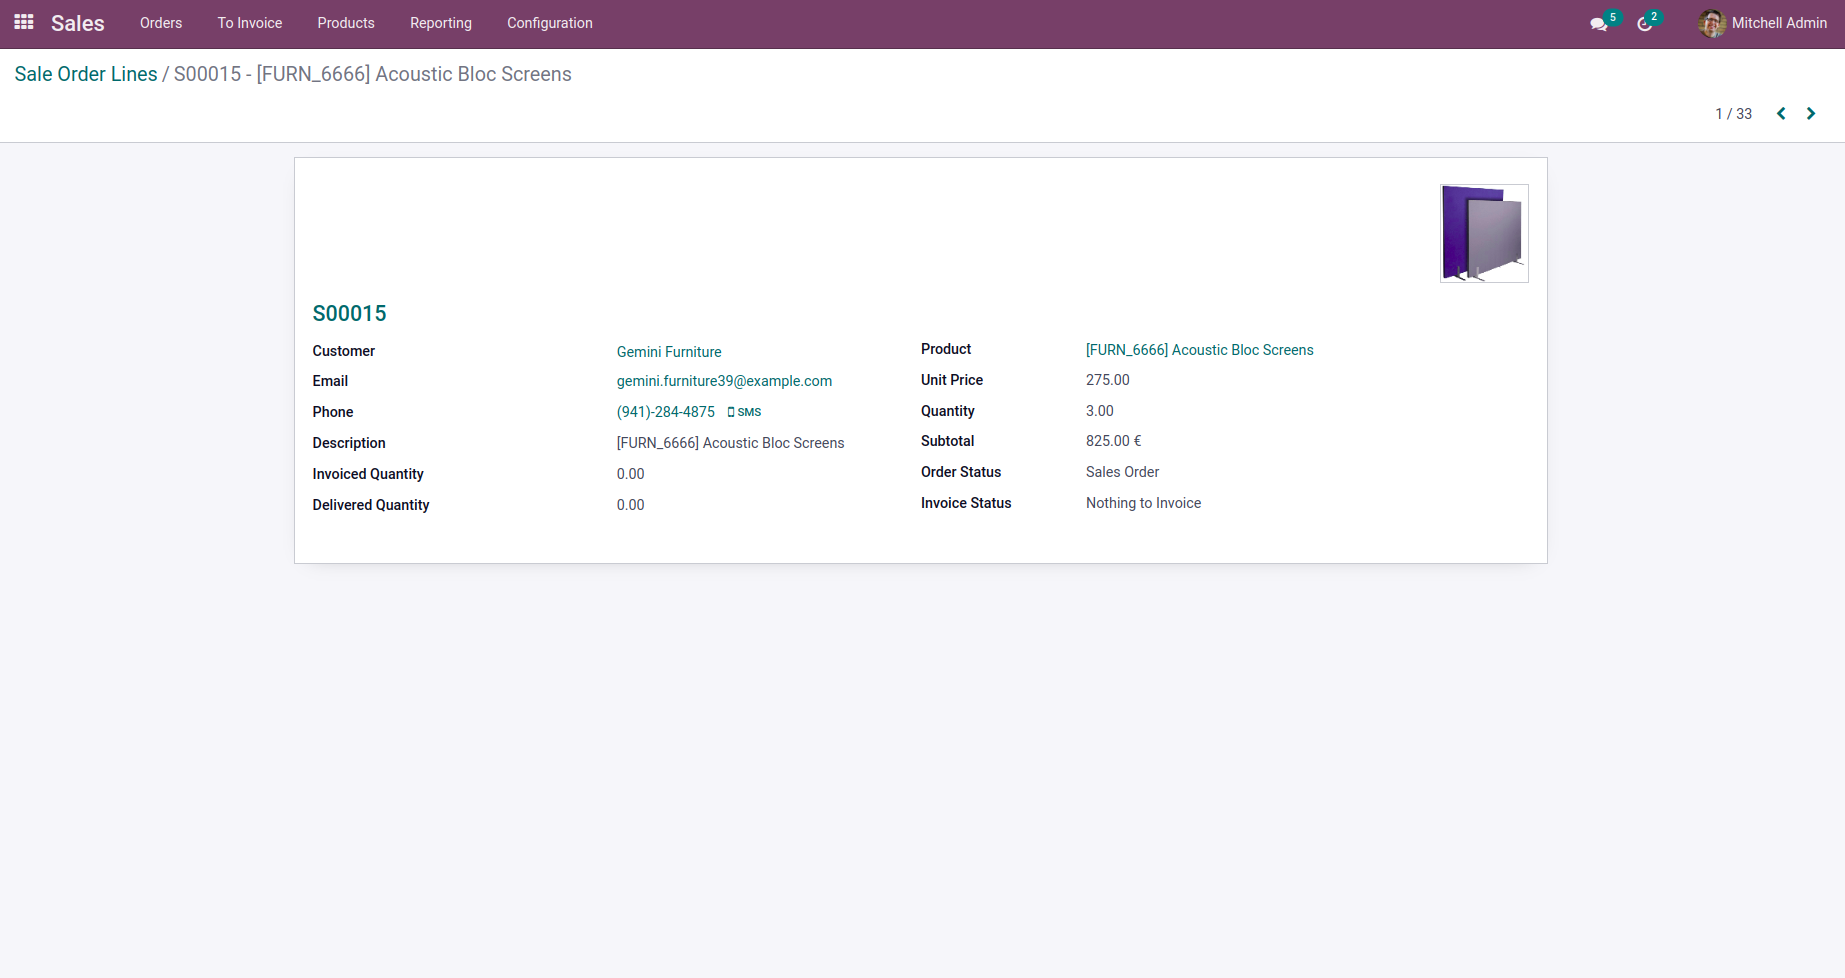 Sales Orders To Invoice Products Reporting Configuration 5 2 Mitchell Admin
Sale Order Lines / S00015 - [FURN_6666] Acoustic Bloc Screens
1 / 33
S00015
Customer Gemini Furniture
Email gemini.furniture39@example.com
Phone (941)-284-4875 SMS
Description [FURN_6666] Acoustic Bloc Screens
Invoiced Quantity 0.00
Delivered Quantity 0.00
Product [FURN_6666] Acoustic Bloc Screens
Unit Price 275.00
Quantity 3.00
Subtotal 825.00 €
Order Status Sales Order
Invoice Status Nothing to Invoice